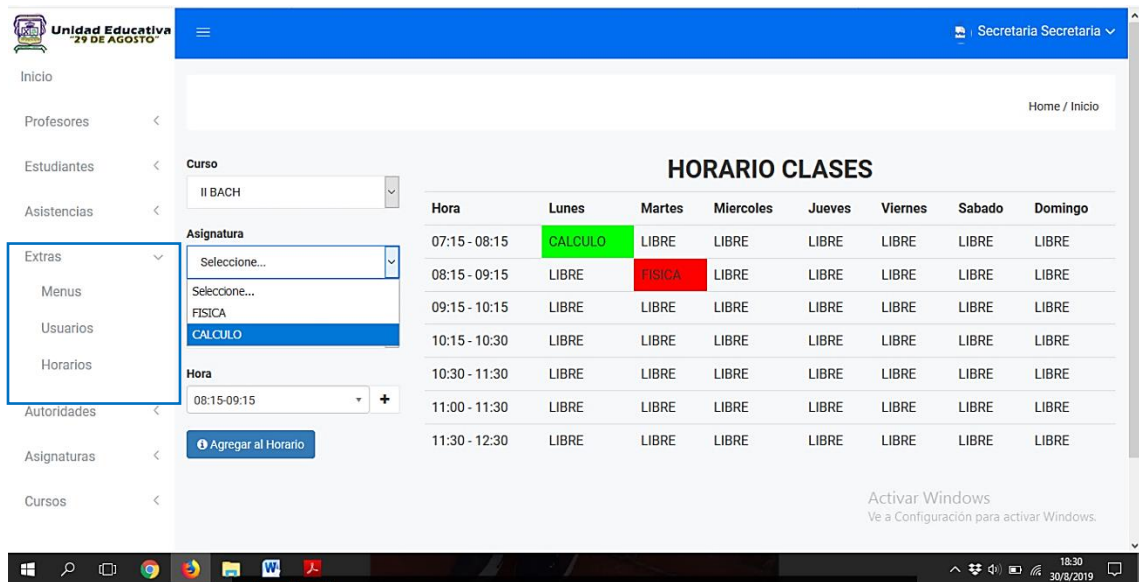 Unidad Educativa
"29 DE AGOSTO"
Secretaria Secretaria
Inicio
Profesores
Estudiantes
Asistencias
Extras
Menus
Usuarios
Horarios
Autoridades
Asignaturas
Cursos
Home / Inicio
Curso
II BACH
Asignatura
Seleccione...
Seleccione...
FISICA
CALCULO
Hora
08:15-09:15
Agregar al Horario
HORARIO CLASES
Hora Lunes Martes Miercoles Jueves Viernes Sabado Domingo
07:15 - 08:15 CALCULO LIBRE LIBRE LIBRE LIBRE LIBRE LIBRE
08:15 - 09:15 LIBRE FISICA LIBRE LIBRE LIBRE LIBRE LIBRE
09:15 - 10:15 LIBRE LIBRE LIBRE LIBRE LIBRE LIBRE LIBRE
10:15 - 10:30 LIBRE LIBRE LIBRE LIBRE LIBRE LIBRE LIBRE
10:30 - 11:30 LIBRE LIBRE LIBRE LIBRE LIBRE LIBRE LIBRE
11:00 - 11:30 LIBRE LIBRE LIBRE LIBRE LIBRE LIBRE LIBRE
11:30 - 12:30 LIBRE LIBRE LIBRE LIBRE LIBRE LIBRE LIBRE
Activar Windows
Ve a Configuración para activar Windows.
18:30
30/8/2019